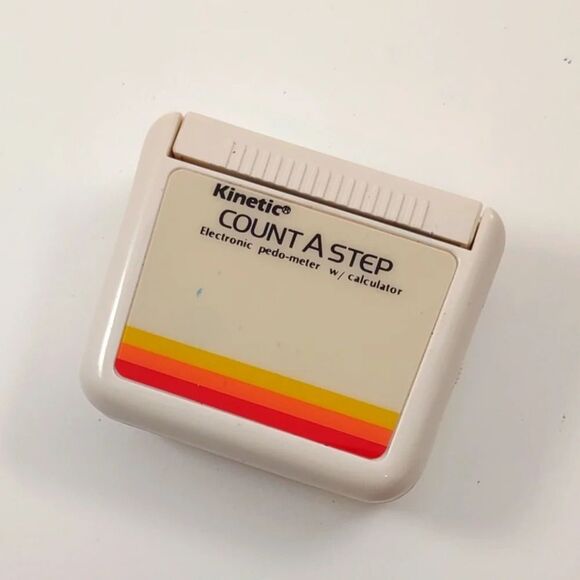 Kinetic®
COUNT A STEP
Electronic pedo-meter w/ calculator